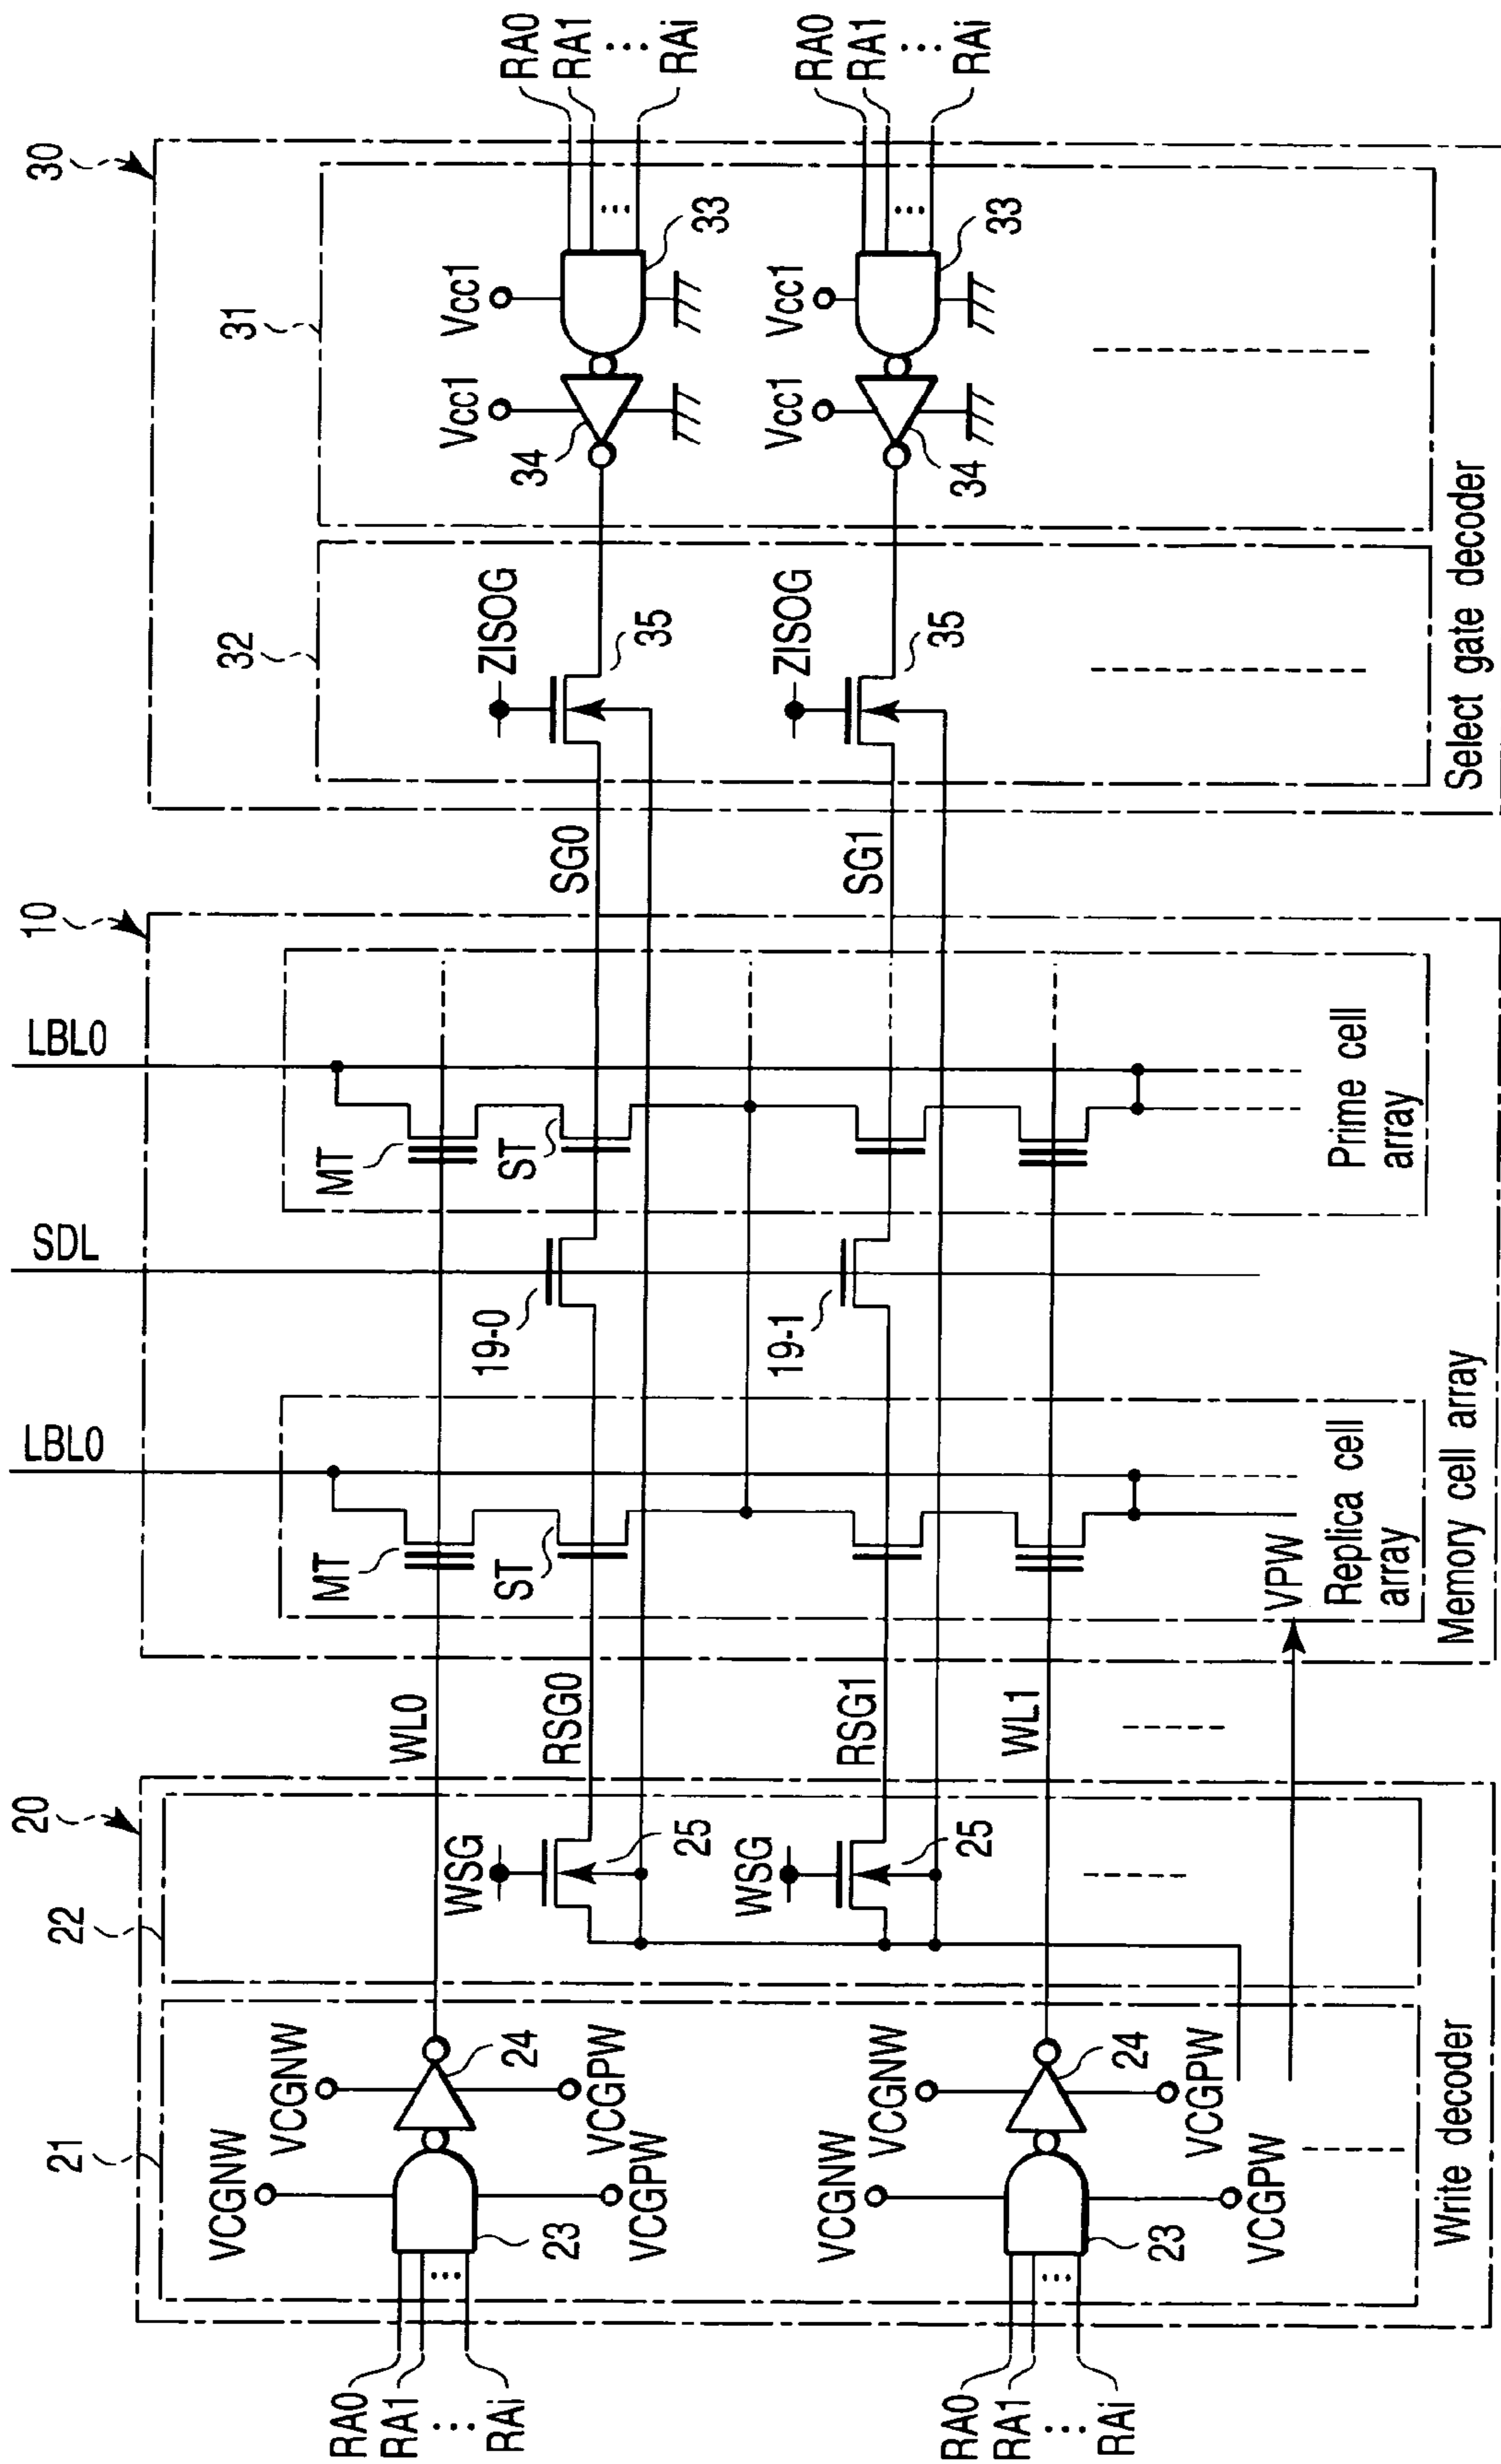 LBL0
SDL
LBL0
20
22
21
10
30
32
31
VCGNW
VCGNW
RA0
RA1
⋮
RAi
23
24
VCGPW
VCGPW
WL0
WSG
25
RSG0
MT
ST
19-0
MT
ST
SG0
ZISOG
35
Vcc1
Vcc1
34
33
RA0
RA1
⋮
RAi
VCGNW
VCGNW
RA0
RA1
⋮
RAi
23
24
VCGPW
VCGPW
WSG
25
RSG1
WL1
19-1
SG1
ZISOG
35
Vcc1
Vcc1
34
33
RA0
RA1
⋮
RAi
VPW
Replica cell
array
Prime cell
array
Write decoder
Memory cell array
Select gate decoder